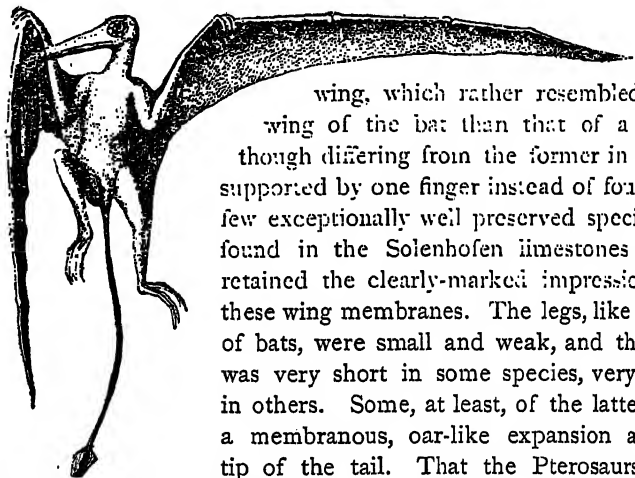 wing, which rather resembled
wing of the bat than that of a
though differing from the former in
supported by one finger instead of fou
few exceptionally well preserved speci
found in the Solenhofen limestones
retained the clearly-marked impressio
these wing membranes. The legs, like
of bats, were small and weak, and th
was very short in some species, very
in others. Some, at least, of the latte
a membranous, oar-like expansion a
tip of the tail. That the Pterosaurs